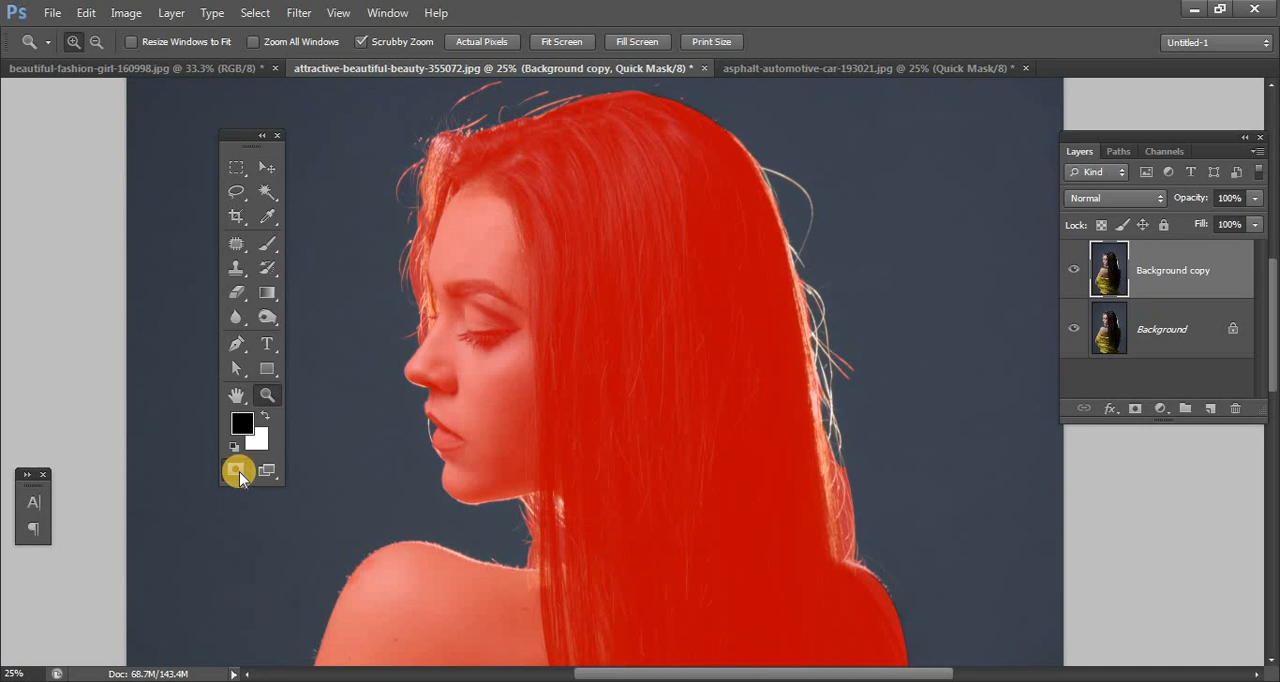 Ps File Edit Image Layer Type Select Filter View Window Help
Resize Windows to Fit Zoom All Windows Scrubby Zoom Actual Pixels Fit Screen Fill Screen Print Size Untitled-1
beautiful-fashion-girl-160998.jpg @ 33.3% (RGB/8) * × attractive-beautiful-beauty-355072.jpg @ 25% (Background copy, Quick Mask/8) * × asphalt-automotive-car-193021.jpg @ 25% (Quick Mask/8) * ×
Layers Paths Channels
Kind
Normal Opacity: 100%
Lock: Fill: 100%
Background copy
Background
T
fx
A
25% Doc: 68.7M/143.4M